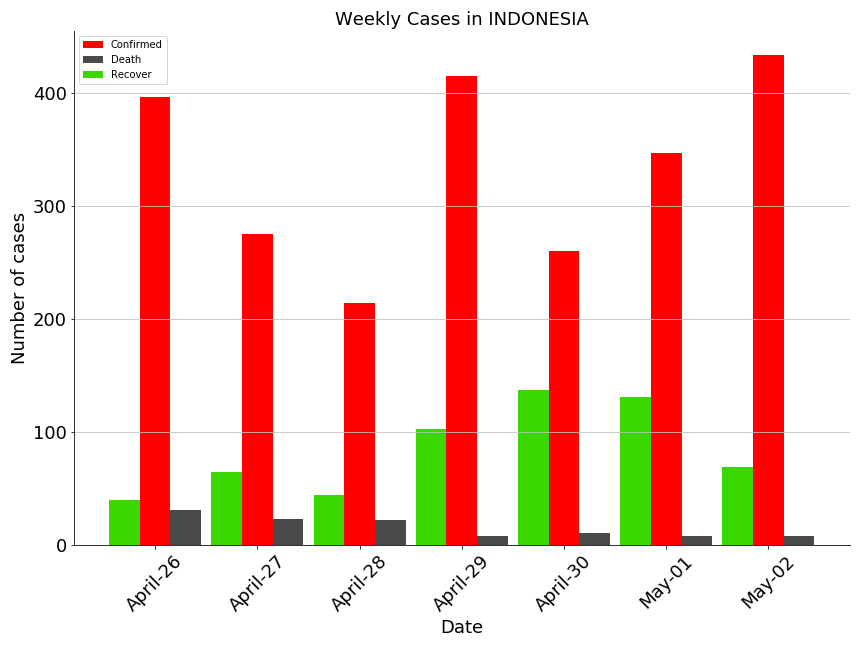 Weekly Cases in INDONESIA
Confirmed
Death
Recover
Number of cases
400
300
200
100
0
April-26
April-27
April-28
April-29
April-30
May-01
May-02
Date